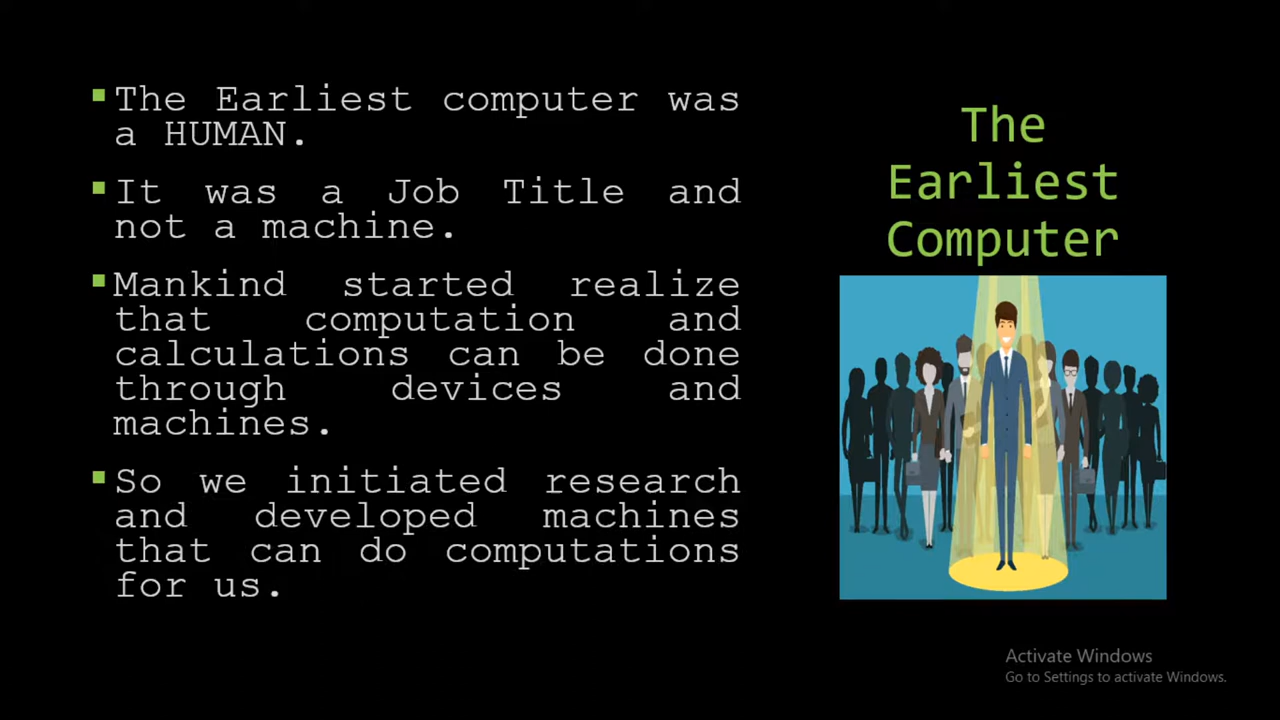 The Earliest computer was
a HUMAN.
It was a Job Title and
not a machine.
Mankind started realize
that computation and
calculations can be done
through devices and
machines.
So we initiated research
and developed machines
that can do computations
for us.
The
Earliest
Computer
Activate Windows
Go to Settings to activate Windows.